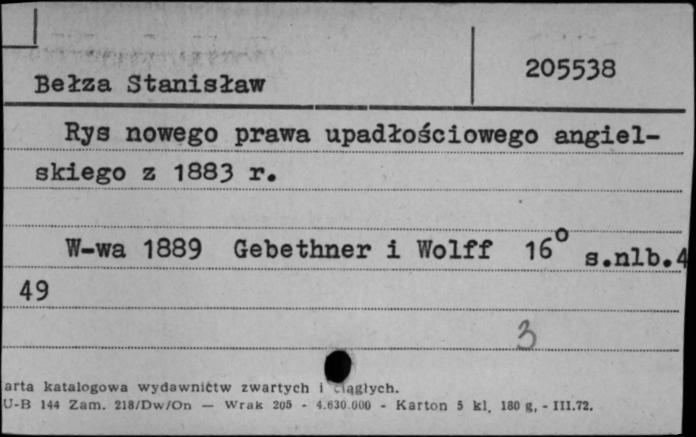 Bełza Stanisław
205538
Rys nowego prawa upadłościowego angiel-
skiego z 1883 r.
W-wa 1889 Gebethner i Wolff 16° s.nlb.4
49
3
arta katalogowa wydawnictw zwartych i ciągłych.
U-B 144 Zam. 218/Dw/On — Wrak 205 - 4.630.000 - Karton 5 kl, 180 g, - III.72.